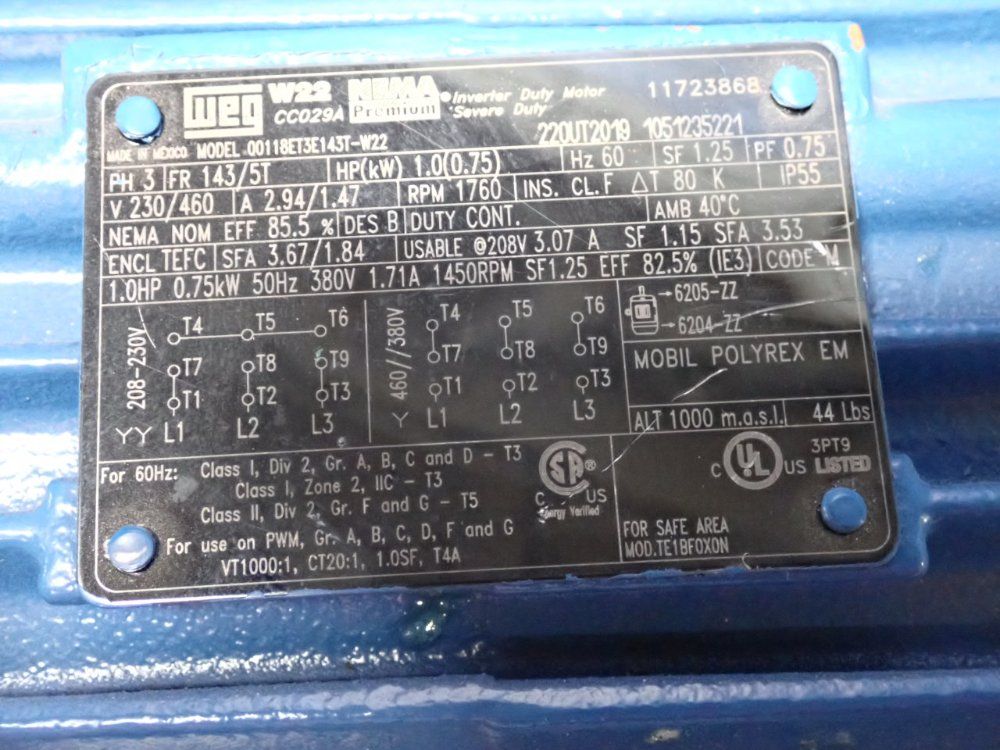 WEG W22 NEMA Premium® Inverter Duty Motor 11723868
CC029A Severe Duty
22OUT2019 1051235221
MADE IN MEXICO MODEL 00118ET3E143T-W22
PH 3 FR 143/5T HP(kW) 1.0(0.75) Hz 60 SF 1.25 PF 0.75
V 230/460 A 2.94/1.47 RPM 1760 INS. CL.F ΔT 80 K IP55
NEMA NOM EFF 85.5 % DES B DUTY CONT. AMB 40°C
ENCL TEFC SFA 3.67/1.84 USABLE @208V 3.07 A SF 1.15 SFA 3.53
1.0HP 0.75kW 50Hz 380V 1.71A 1450RPM SF1.25 EFF 82.5% (IE3) CODE M
208-230V
T4 T5 T6
T7 T8 T9
T1 T2 T3
YY L1 L2 L3
460//380V
T4 T5 T6
T7 T8 T9
T1 T2 T3
Y L1 L2 L3
→6205-ZZ
→6204-ZZ
MOBIL POLYREX EM
ALT 1000 m.a.s.l. 44 Lbs
For 60Hz: Class I, Div 2, Gr. A, B, C and D - T3
Class I, Zone 2, IIC - T3
Class II, Div 2, Gr. F and G - T5
For use on PWM, Gr. A, B, C, D, F and G
VT1000:1, CT20:1, 1.0SF, T4A
SA®
C US
Energy Verified
C UL US 3PT9
LISTED
FOR SAFE AREA
MOD.TE1BF0X0N